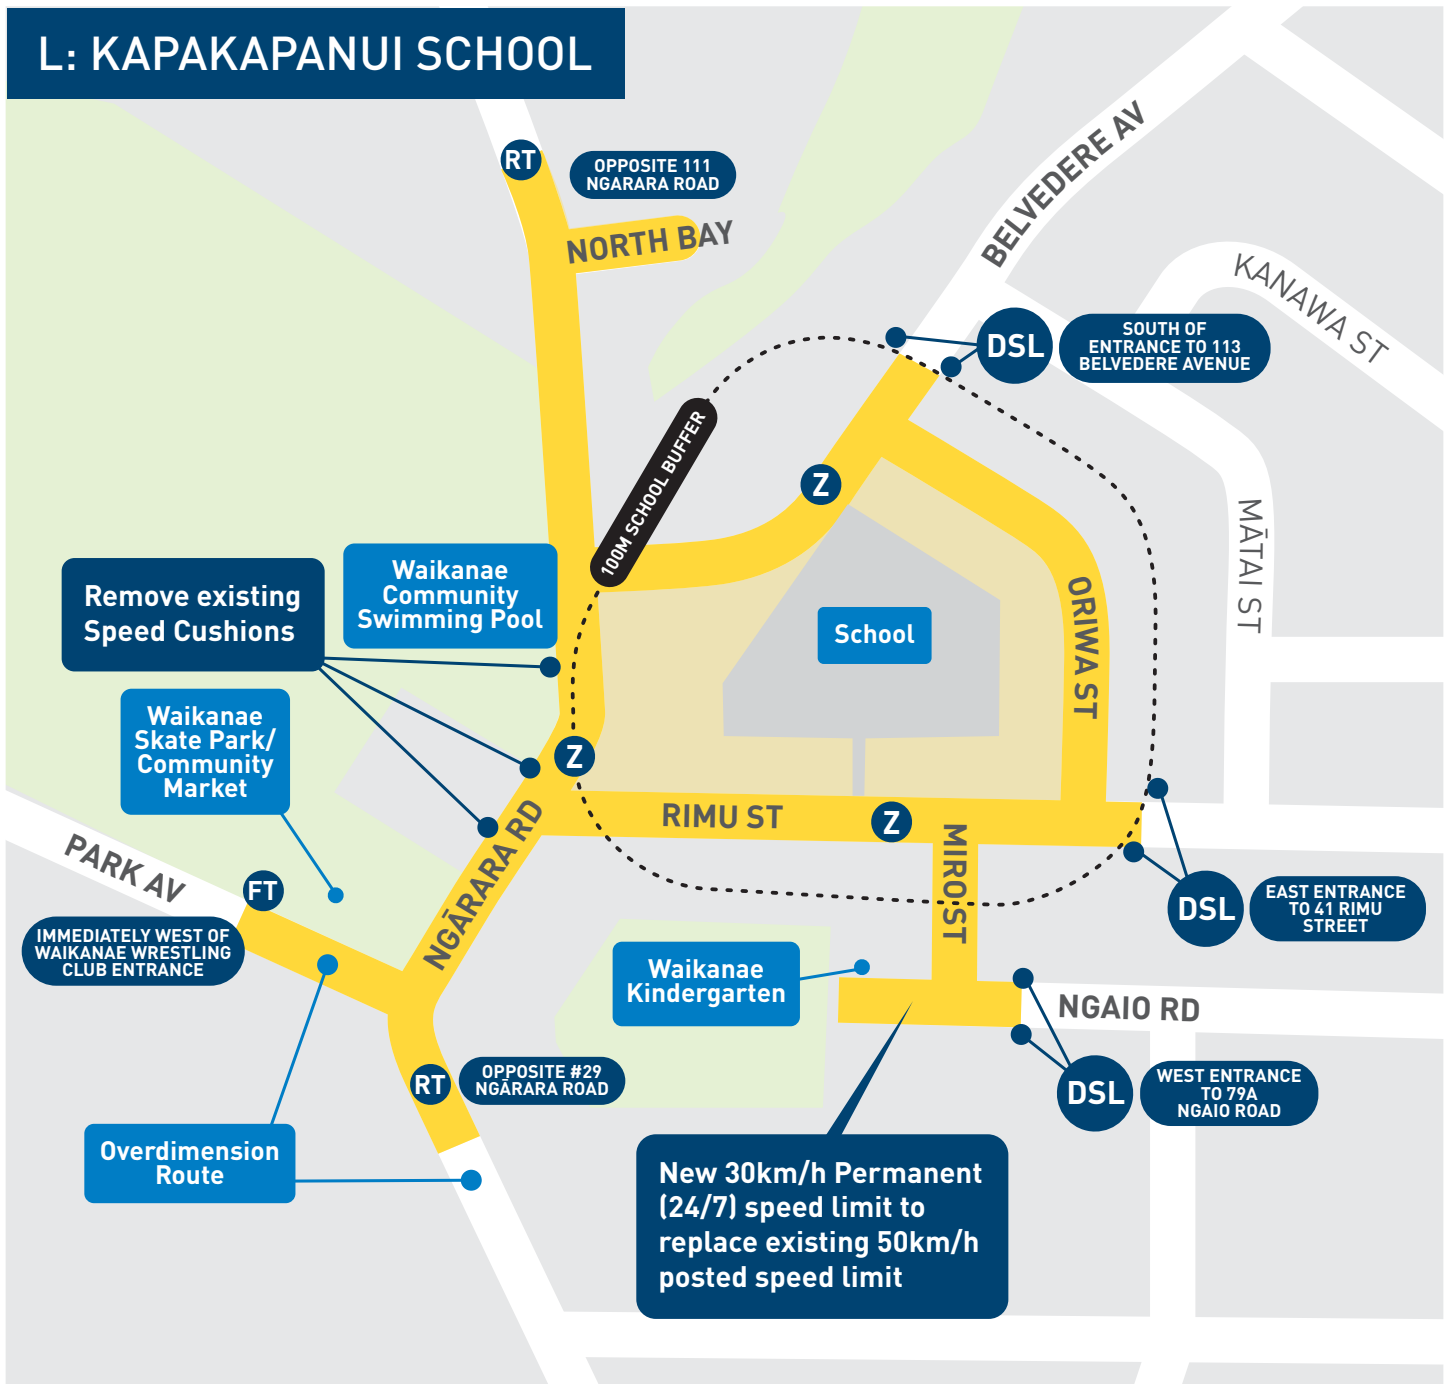 L: KAPAKAPANUI SCHOOL
RT
OPPOSITE 111
NGARARA ROAD
NORTH BAY
BELVEDERE AV
KANAWA ST
DSL
SOUTH OF
ENTRANCE TO 113
BELVEDERE AVENUE
100M SCHOOL BUFFER
Z
MĀTAI ST
Waikanae
Community
Swimming Pool
Remove existing
Speed Cushions
School
ORIWA ST
Waikanae
Skate Park/
Community
Market
Z
RIMU ST
Z
MIRO ST
NGĀRARA RD
PARK AV
FT
IMMEDIATELY WEST OF
WAIKANAE WRESTLING
CLUB ENTRANCE
DSL
EAST ENTRANCE
TO 41 RIMU
STREET
Waikanae
Kindergarten
NGAIO RD
RT
OPPOSITE #29
NGĀRARA ROAD
DSL
WEST ENTRANCE
TO 79A
NGAIO ROAD
Overdimension
Route
New 30km/h Permanent
(24/7) speed limit to
replace existing 50km/h
posted speed limit